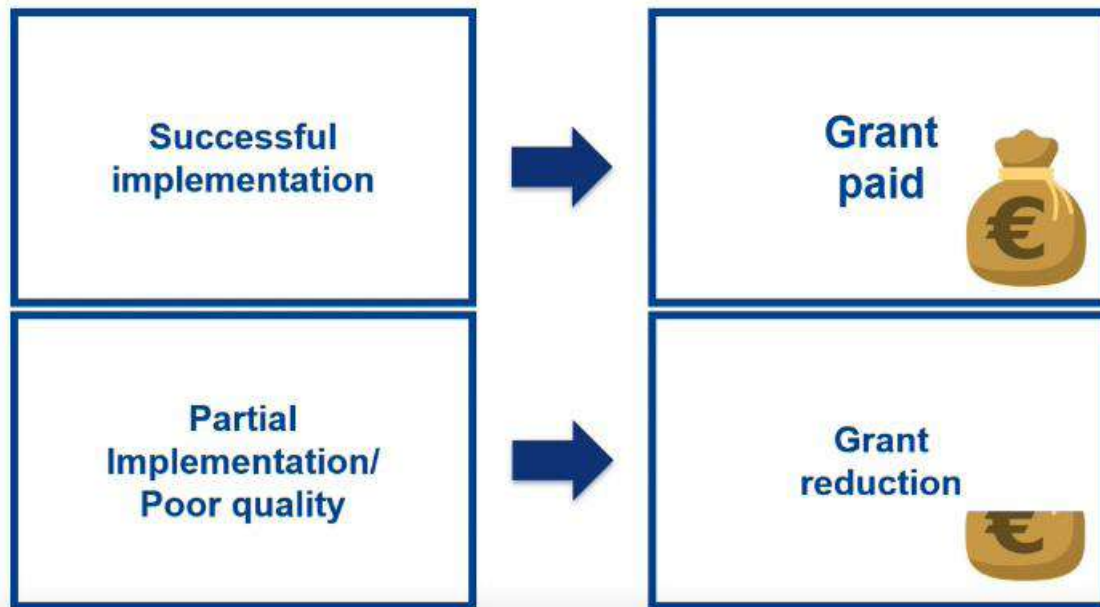 Successful
implementation
Grant
paid
€
Partial
Implementation/
Poor quality
Grant
reduction
€